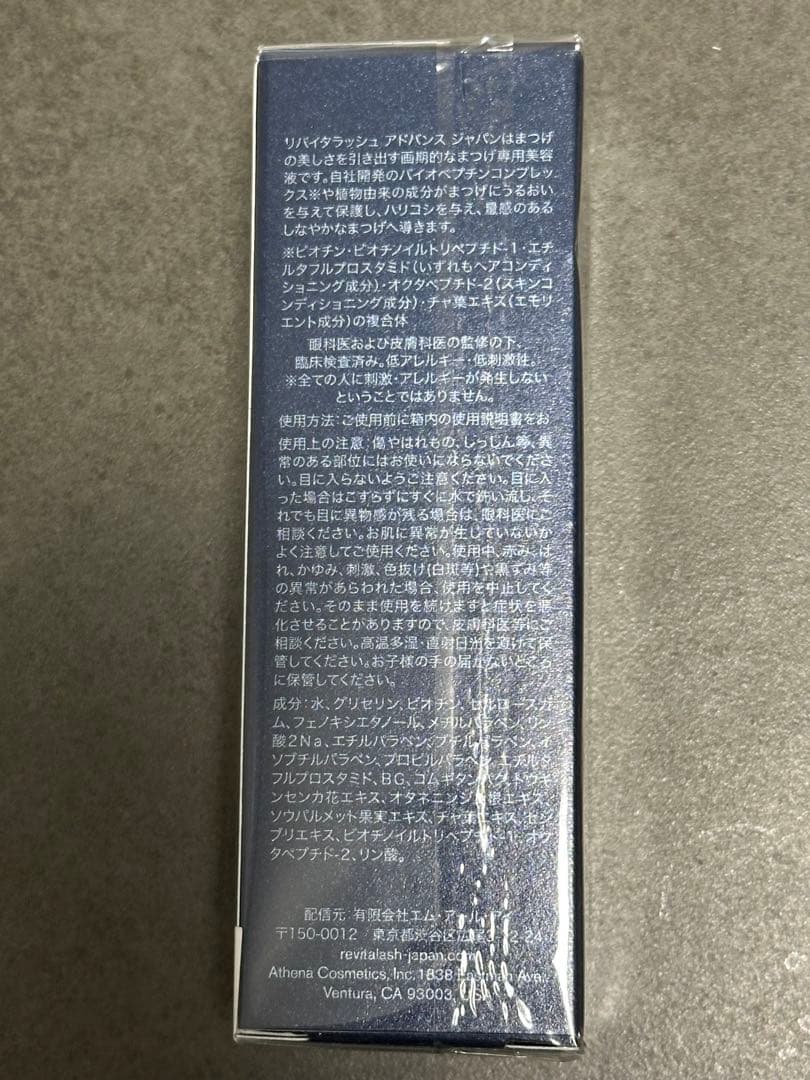 リバイタラッシュ アドバンス ジャパンはまつげ
の美しさを引き出す画期的なまつげ専用美容
液です。自社開発のバイオペプチンコンプレッ
クス※や植物由来の成分がまつげにうるおい
を与えて保護し、ハリコシを与え、量感のある
しなやかなまつげへ導きます。
※ビオチン・ビオチノイルトリペプチド-1・エチ
ルタフルプロスタミド(いずれもヘアコンディ
ショニング成分)・オクタペプチド-2(スキンコ
ンディショニング成分)・チャ葉エキス(エモリ
エント成分)の複合体
眼科医および皮膚科医の監修の下、
臨床検査済み。低アレルギー・低刺激性。
※全ての人に刺激・アレルギーが発生しない
ということではありません。
使用方法:ご使用前に箱内の使用説明書をお
使用上の注意:傷やはれもの、しっしん等、異
常のある部位にはお使いにならないでくださ
い。目に入らないようご注意ください。目に入
った場合はこすらずにすぐに水で洗い流し、そ
れでも目に異物感が残る場合は、眼科医にご
相談ください。お肌に異常が生じていないか
よく注意してご使用ください。使用中、赤み、は
れ、かゆみ、刺激、色抜け(白斑等)や黒ずみ等
の異常があらわれた場合、使用を中止してく
ださい。そのまま使用を続けますと症状を悪
化させることがありますので、皮膚科医等にご
相談ください。高温多湿・直射日光を避けて保
管してください。お子様の手の届かないところ
に保管してください。
成分:水、グリセリン、ビオチン、セルロースガ
ム、フェノキシエタノール、メチルパラベン、リン
酸2Na、エチルパラベン、ブチルパラベン、イ
ソブチルパラベン、プロピルパラベン、エチルタ
フルプロスタミド、BG、コムギタンパク、トウキ
ンセンカ花エキス、オタネニンジン根エキス、
ソウパルメット果実エキス、チャ葉エキス、セン
ブリエキス、ビオチノイルトリペプチド-1、オク
タペプチド-2、リン酸。
配信元:有限会社エム・アール・アイ
〒150-0012 / 東京都渋谷区広尾 2-24
revitalash-japan.com
Athena Cosmetics, Inc. 1838 Eastman Ave.
Ventura, CA 93003, USA